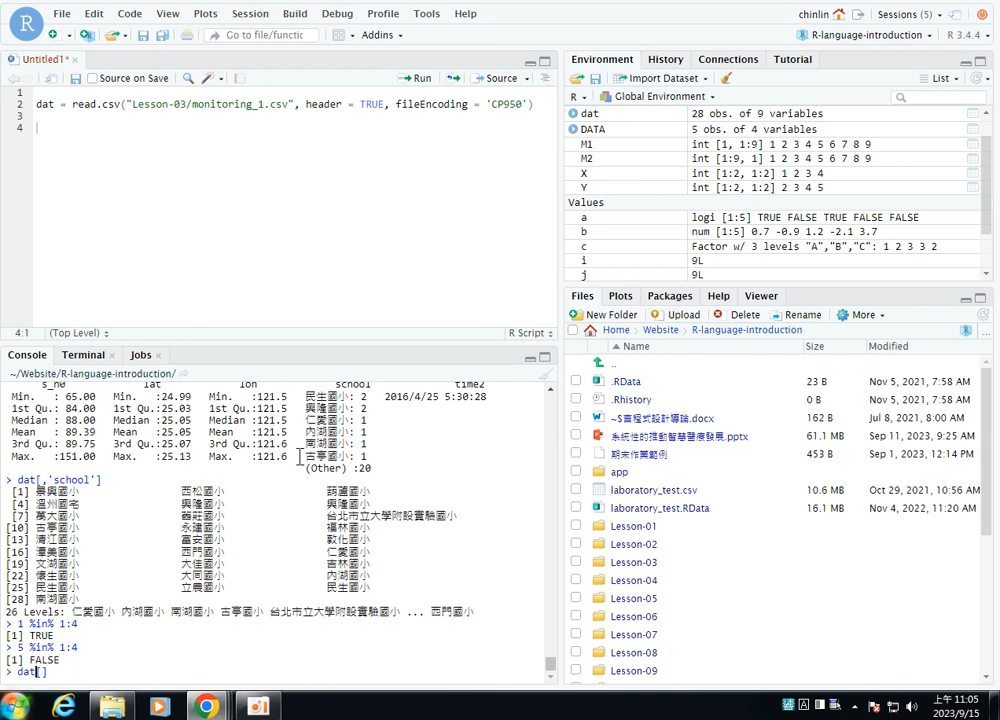 File Edit Code View Plots Session Build Debug Profile Tools Help
chinlin Sessions (5)
Go to file/functic Addins
R-language-introduction R 3.4.4
Untitled1*
Source on Save Run Source
1
2 dat = read.csv("Lesson-03/monitoring_1.csv", header = TRUE, fileEncoding = 'CP950')
3
4
4:1 (Top Level) R Script
Console Terminal Jobs
~/Website/R-language-introduction/
s_n0 lat lon school time2
Min. : 65.00 Min. :24.99 Min. :121.5 民生國小: 2 2016/4/25 5:30:28
1st Qu.: 84.00 1st Qu.:25.03 1st Qu.:121.5 興隆國小: 2
Median : 88.00 Median :25.05 Median :121.5 仁愛國小: 1
Mean : 89.39 Mean :25.05 Mean :121.5 內湖國小: 1
3rd Qu.: 89.75 3rd Qu.:25.07 3rd Qu.:121.6 南湖國小: 1
Max. :151.00 Max. :25.13 Max. :121.6 古亭國小: 1
(Other) :20
> dat[,'school']
[1] 景興國小 西松國小 葫蘆國小
[4] 溫州國宅 興隆國小 興隆國小
[7] 萬大國小 舊莊國小 台北市立大學附設實驗國小
[10] 古亭國小 永建國小 福林國小
[13] 清江國小 富安國小 敦化國小
[16] 潭美國小 西門國小 仁愛國小
[19] 文湖國小 大佳國小 吉林國小
[22] 懷生國小 大同國小 內湖國小
[25] 民生國小 立農國小 民生國小
[28] 南湖國小
26 Levels: 仁愛國小 內湖國小 南湖國小 古亭國小 台北市立大學附設實驗國小 ... 西門國小
> 1 %in% 1:4
[1] TRUE
> 5 %in% 1:4
[1] FALSE
> dat[]
Environment History Connections Tutorial
Import Dataset List
R Global Environment
dat 28 obs. of 9 variables
DATA 5 obs. of 4 variables
M1 int [1, 1:9] 1 2 3 4 5 6 7 8 9
M2 int [1:9, 1] 1 2 3 4 5 6 7 8 9
X int [1:2, 1:2] 1 2 3 4
Y int [1:2, 1:2] 2 3 4 5
Values
a logi [1:5] TRUE FALSE TRUE FALSE FALSE
b num [1:5] 0.7 -0.9 1.2 -2.1 3.7
c Factor w/ 3 levels "A","B","C": 1 2 3 3 2
i 9L
j 9L
Files Plots Packages Help Viewer
New Folder Upload Delete Rename More
Home Website R-language-introduction ...
Name Size Modified
..
.RData 23 B Nov 5, 2021, 7:58 AM
.Rhistory 0 B Nov 5, 2021, 7:58 AM
~$言程式設計導論.docx 162 B Jul 8, 2021, 8:00 AM
系統性的推動智慧醫療發展.pptx 61.1 MB Sep 11, 2023, 9:25 AM
期末作業範例 453 B Sep 1, 2023, 12:14 PM
app
laboratory_test.csv 10.6 MB Oct 29, 2021, 10:56 AM
laboratory_test.RData 16.1 MB Nov 4, 2022, 11:20 AM
Lesson-01
Lesson-02
Lesson-03
Lesson-04
Lesson-05
Lesson-06
Lesson-07
Lesson-08
Lesson-09
上午 11:05
2023/9/15